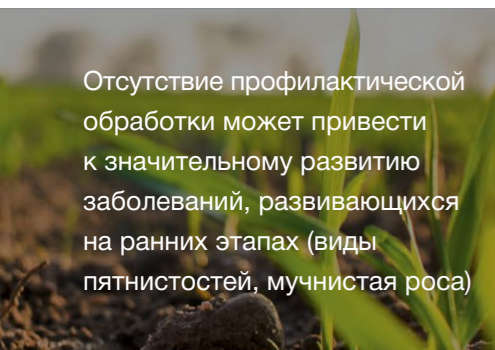 Отсутствие профилактической
обработки может привести
к значительному развитию
заболеваний, развивающихся
на ранних этапах (виды
пятнистостей, мучнистая роса)